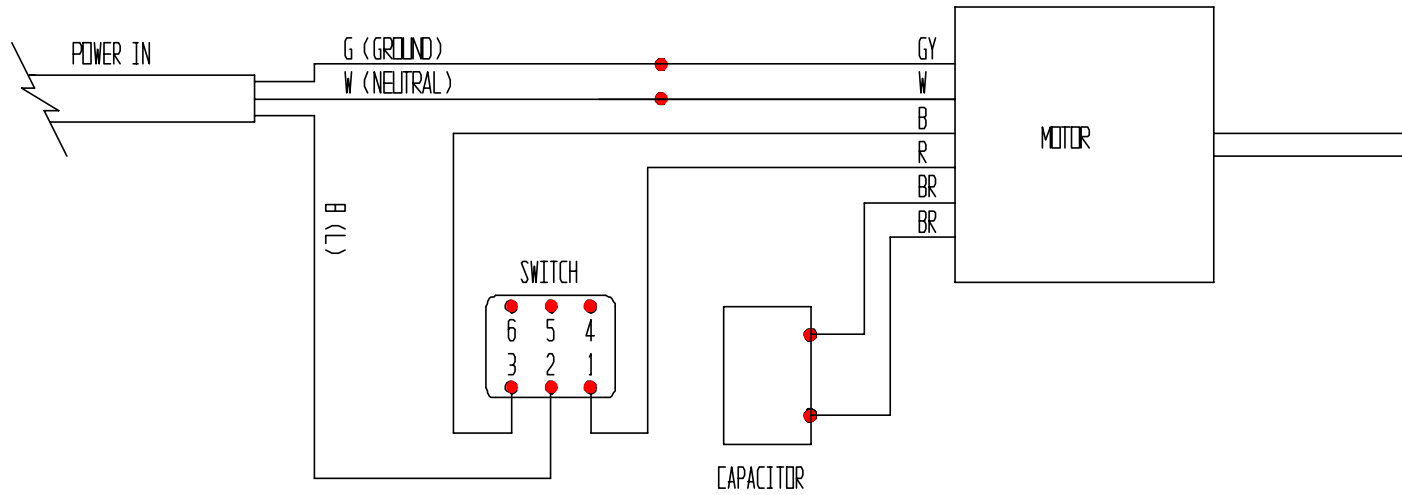 POWER IN
G (GROUND)
GY
W (NEUTRAL)
W
B
MOTOR
R
BR
B (L)
BR
SWITCH
6 5 4
3 2 1
CAPACITOR